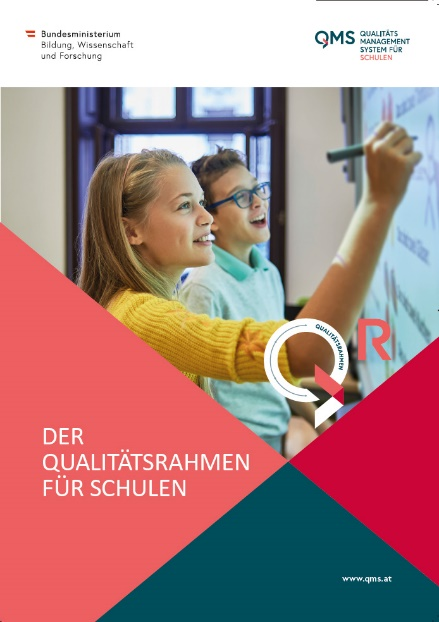 Bundesministerium
Bildung, Wissenschaft
und Forschung
QMS
QUALITÄTS
MANAGEMENT
SYSTEM FÜR
SCHULEN
QUALITÄTSRAHMEN
QR
DER
QUALITÄTSRAHMEN
FÜR SCHULEN
www.qms.at